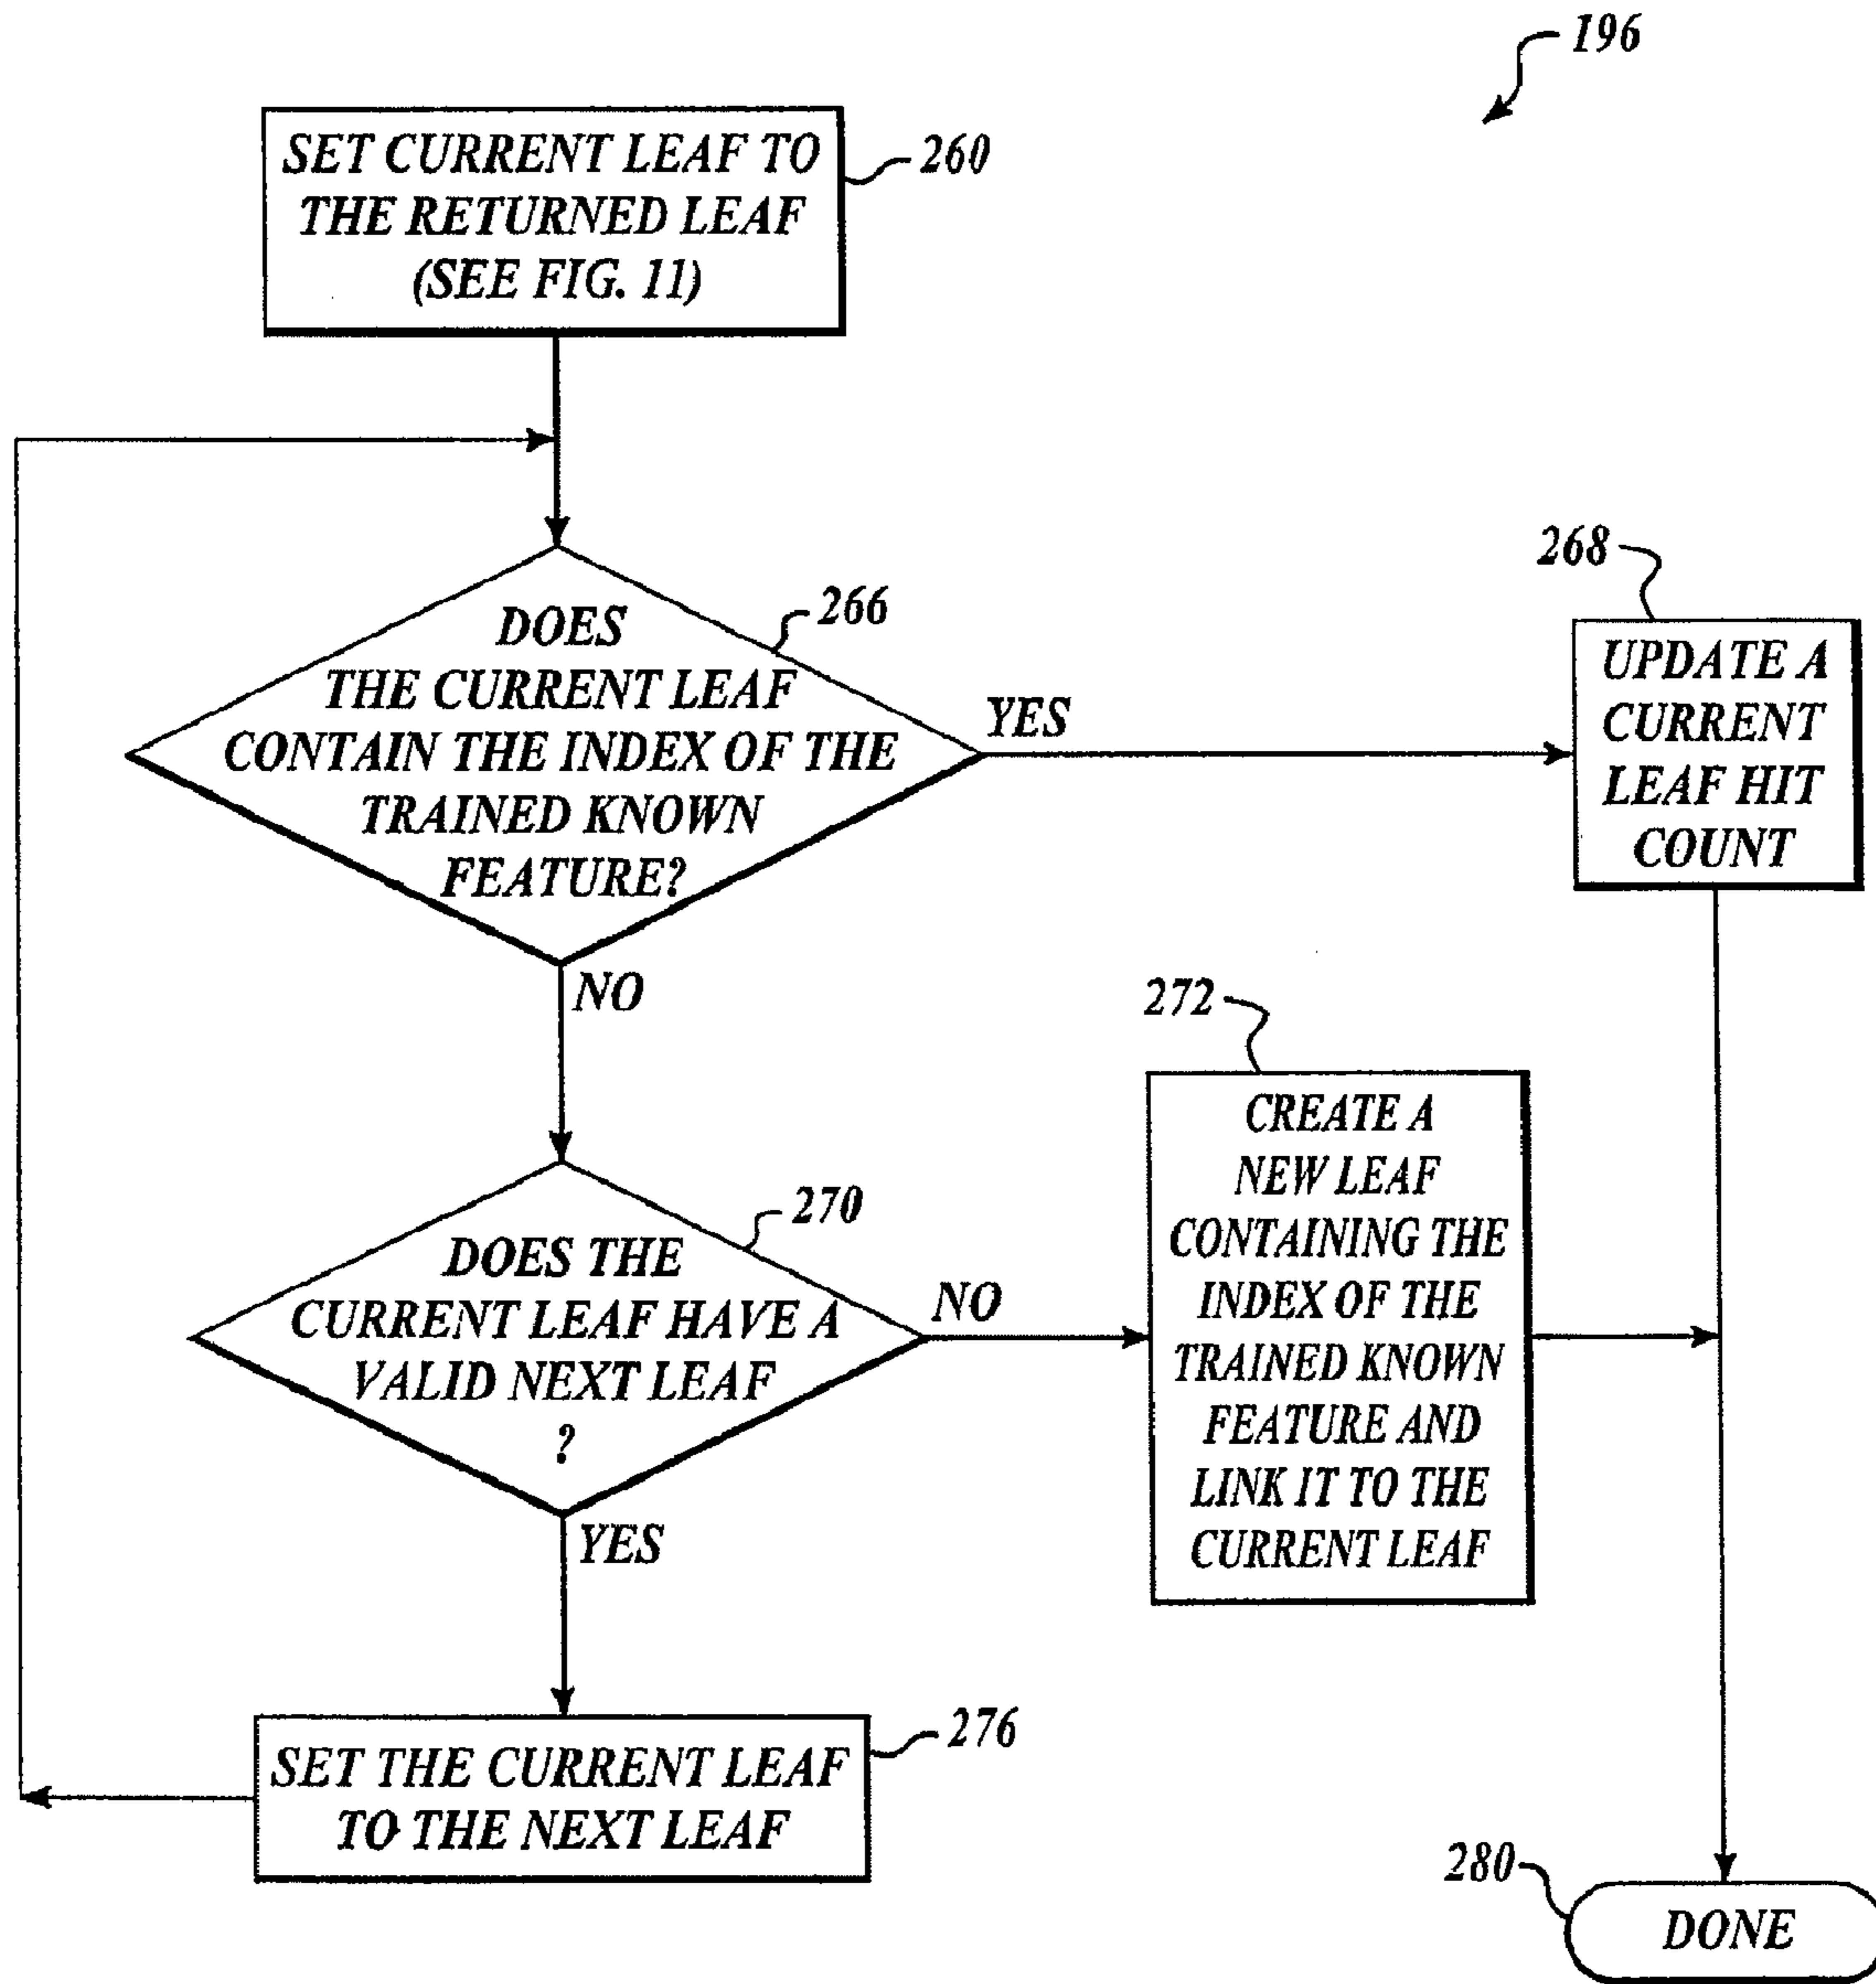 196
SET CURRENT LEAF TO
THE RETURNED LEAF
(SEE FIG. 11)
260
DOES
THE CURRENT LEAF
CONTAIN THE INDEX OF THE
TRAINED KNOWN
FEATURE?
266
YES
268
UPDATE A
CURRENT
LEAF HIT
COUNT
NO
DOES THE
CURRENT LEAF HAVE A
VALID NEXT LEAF
?
270
NO
272
CREATE A
NEW LEAF
CONTAINING THE
INDEX OF THE
TRAINED KNOWN
FEATURE AND
LINK IT TO THE
CURRENT LEAF
YES
SET THE CURRENT LEAF
TO THE NEXT LEAF
276
280
DONE